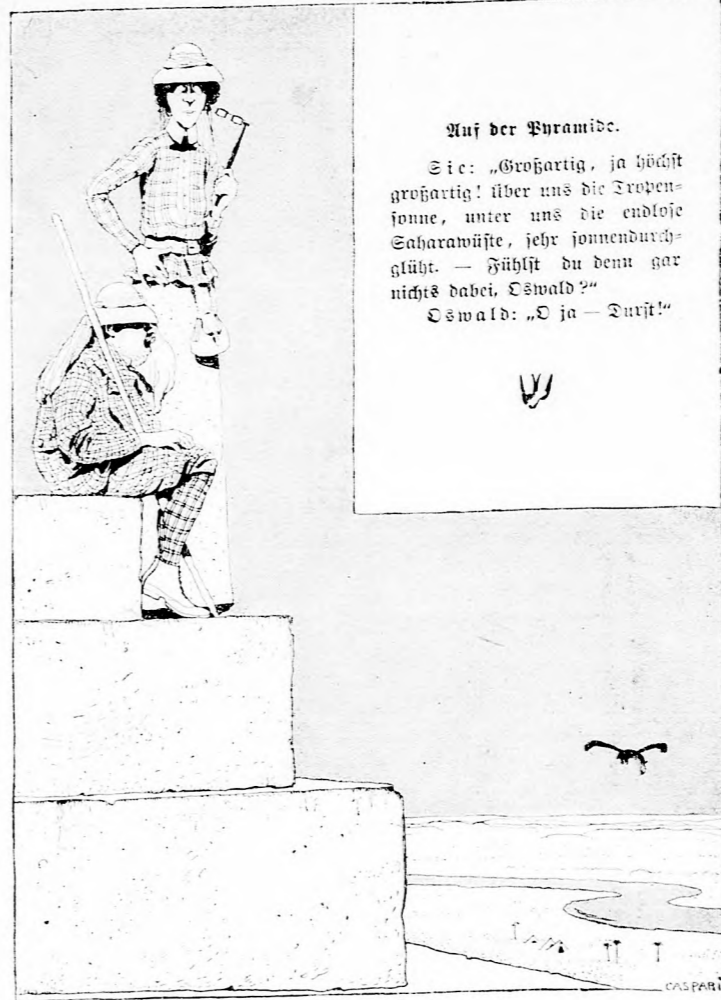 Auf der Pyramide.
Sie: „Großartig, ja höchst
großartig! Über uns die Tropen-
sonne, unter uns die endlose
Saharawüste, sehr sonnendurch-
glüht. — Fühlst du denn gar
nichts dabei, Oswald?“
Oswald: „O ja — Durst!“
CASPARI